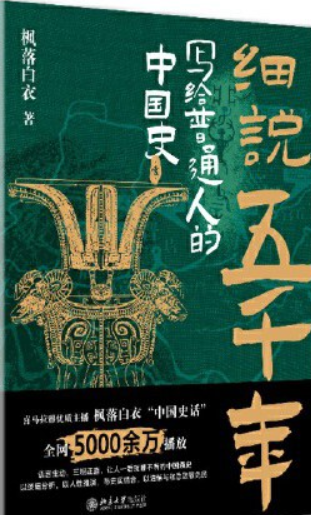 枫落白衣 著
细説五千年
写给普通人的
中国史
喜马拉雅优质主播 枫落白衣“中国史话”
全网5000余万播放
北京大学出版社